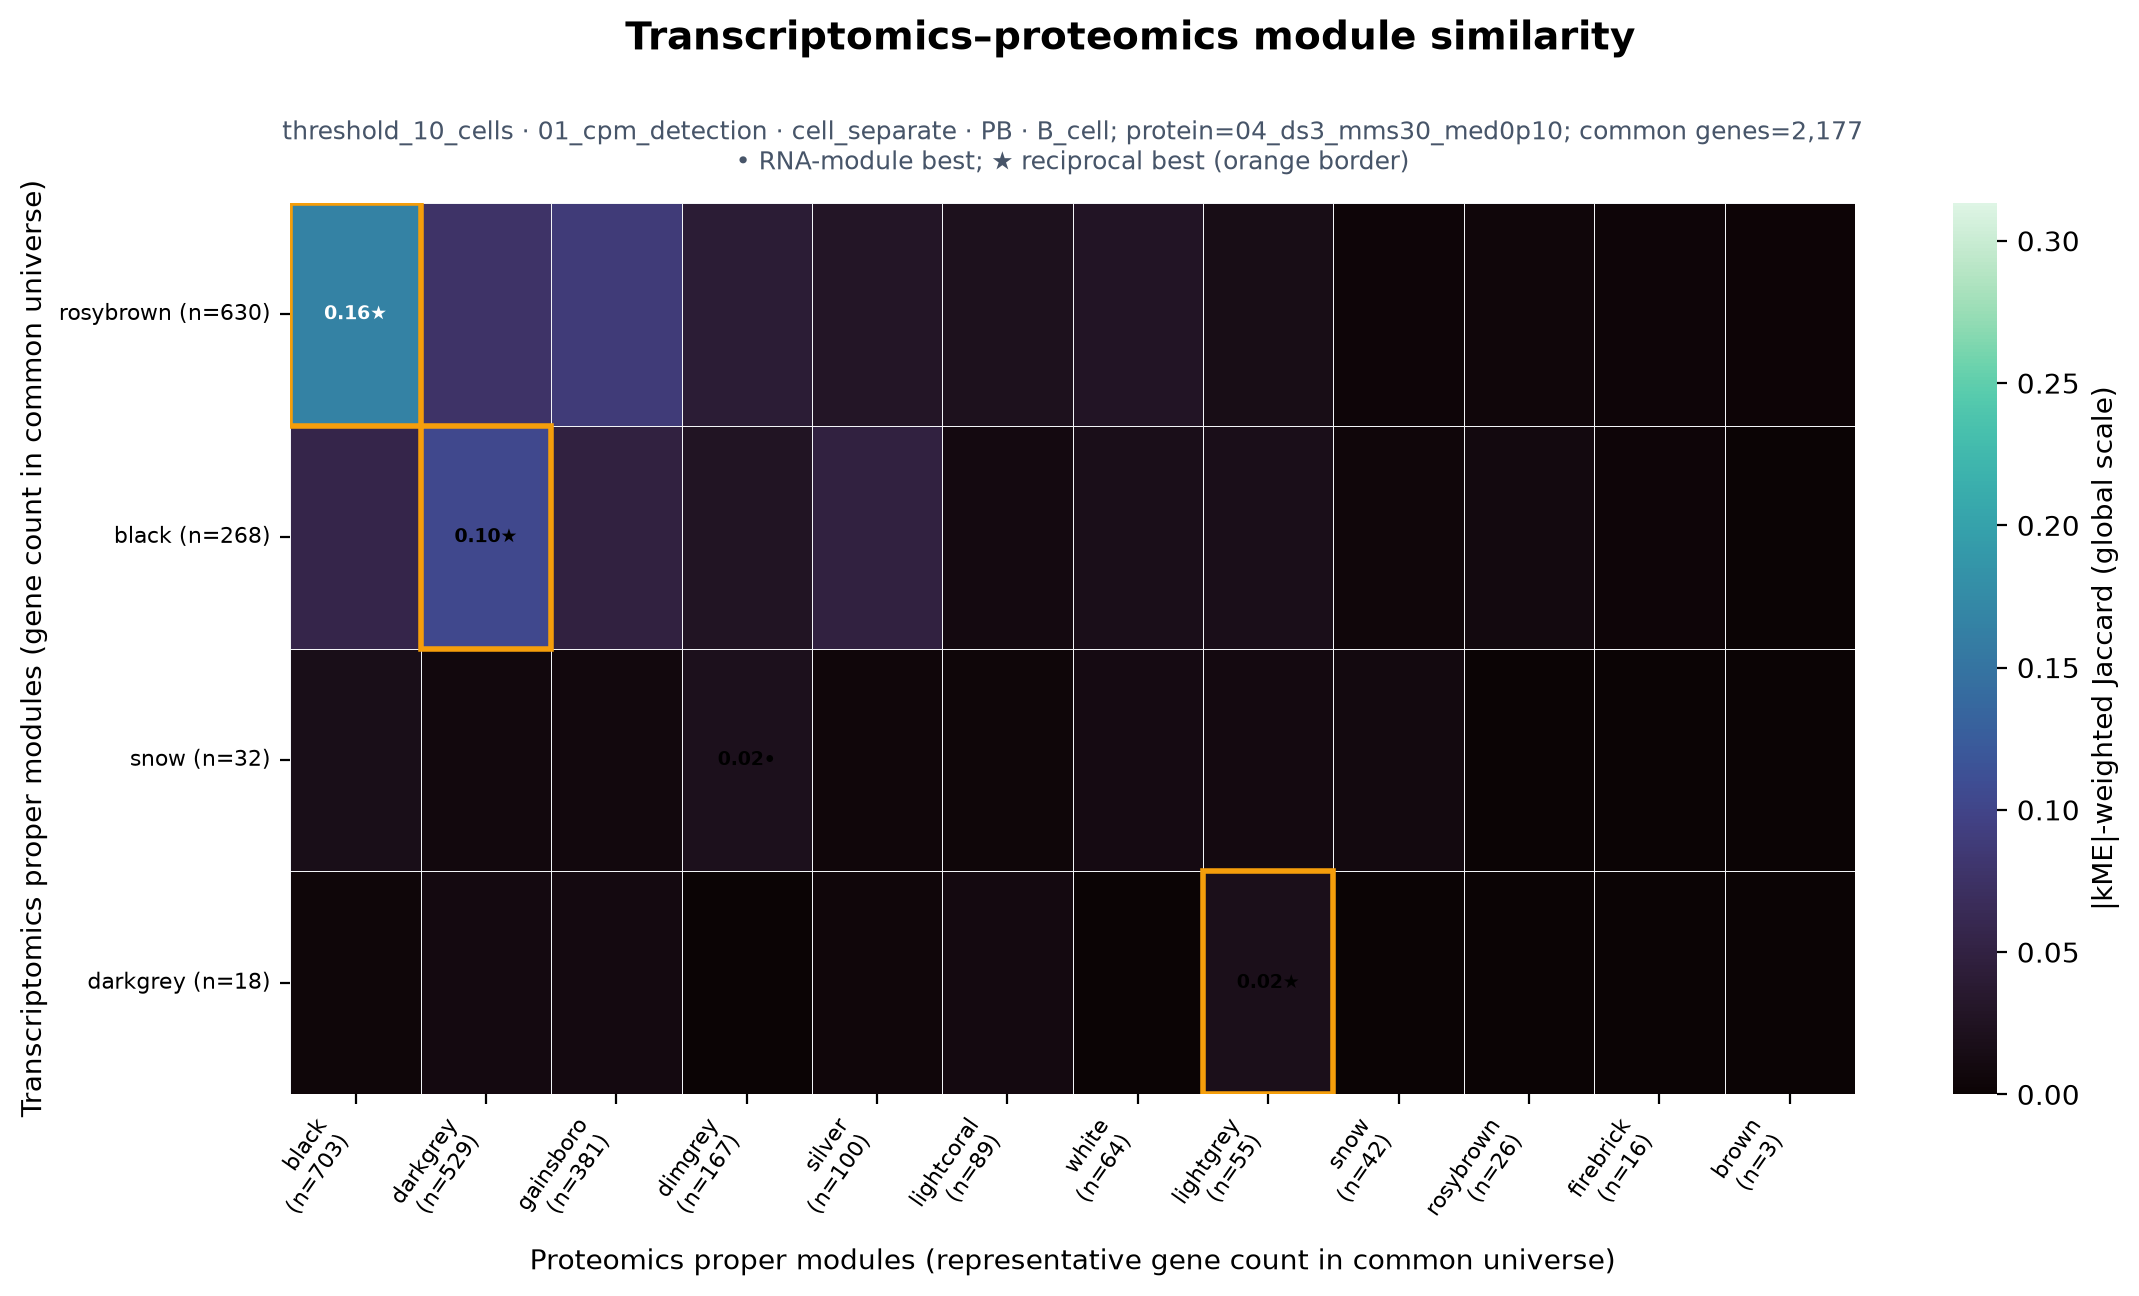 Transcriptomics–proteomics module similarity
threshold_10_cells · 01_cpm_detection · cell_separate · PB · B_cell; protein=04_ds3_mms30_med0p10; common genes=2,177
• RNA-module best; ★ reciprocal best (orange border)
Transcriptomics proper modules (gene count in common universe)
rosybrown (n=630)
black (n=268)
snow (n=32)
darkgrey (n=18)
0.16★
0.10★
0.02•
0.02★
black
(n=703)
darkgrey
(n=529)
gainsboro
(n=381)
dimgrey
(n=167)
silver
(n=100)
lightcoral
(n=89)
white
(n=64)
lightgrey
(n=55)
snow
(n=42)
rosybrown
(n=26)
firebrick
(n=16)
brown
(n=3)
Proteomics proper modules (representative gene count in common universe)
0.30
0.25
0.20
0.15
0.10
0.05
0.00
|kME|-weighted Jaccard (global scale)